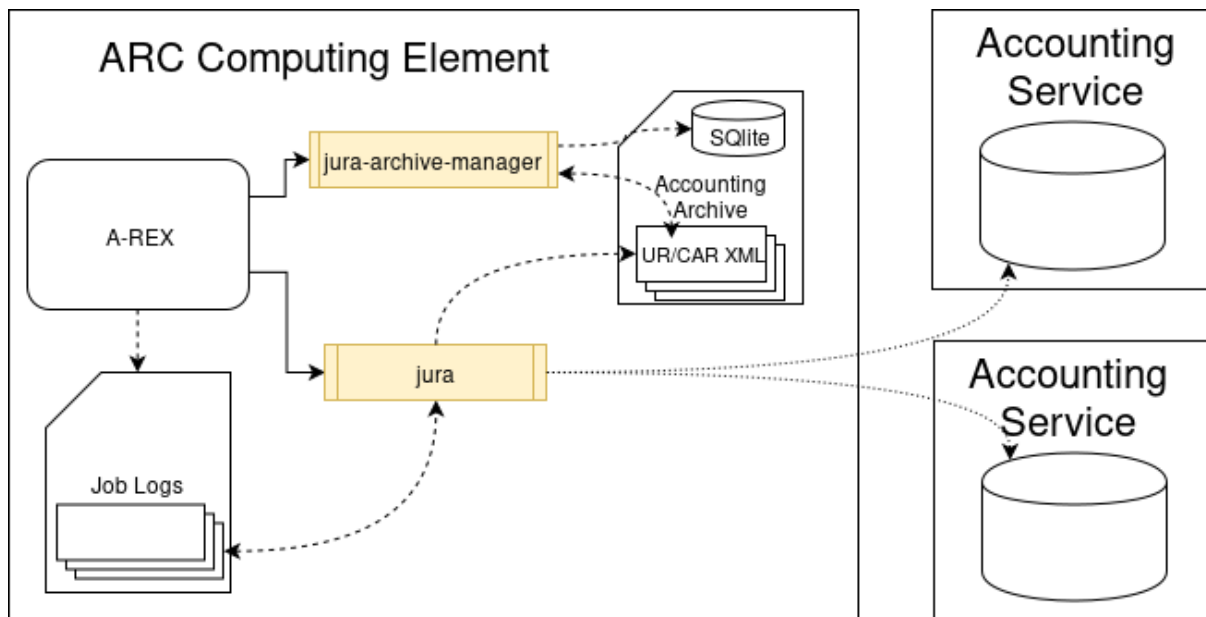 ARC Computing Element
jura-archive-manager
SQlite
A-REX
Accounting
Archive
UR/CAR XML
jura
Job Logs
Accounting
Service
Accounting
Service